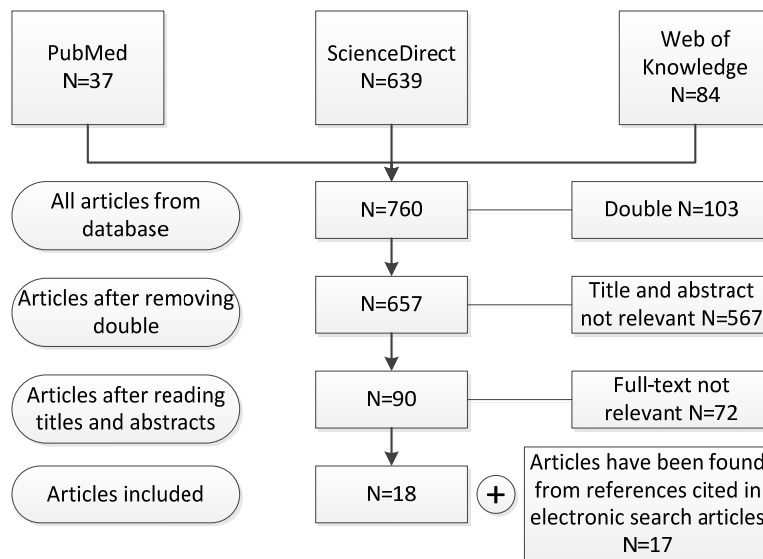 PubMed
N=37
ScienceDirect
N=639
Web of
Knowledge
N=84
All articles from
database
N=760
Double N=103
Articles after removing
double
N=657
Title and abstract
not relevant N=567
Articles after reading
titles and abstracts
N=90
Full-text not
relevant N=72
Articles included
N=18
+
Articles have been found
from references cited in
electronic search articles
N=17